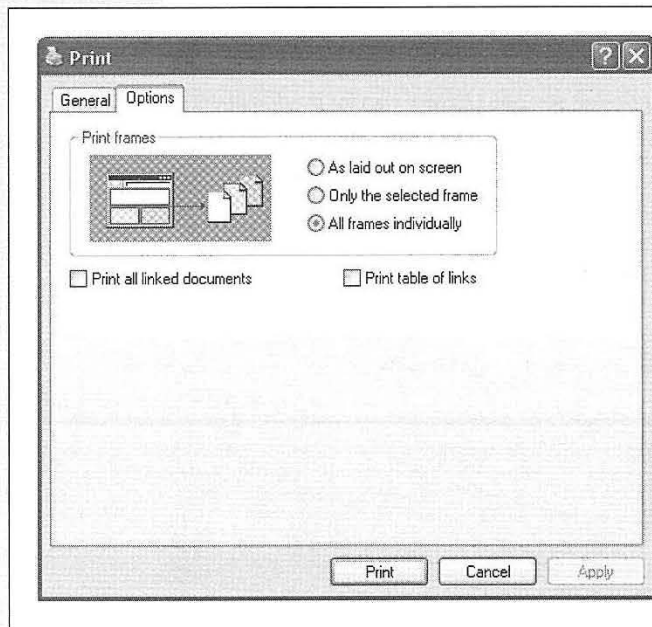 Print
General
Options
Print frames
As laid out on screen
Only the selected frame
All frames individually
Print all linked documents
Print table of links
Print
Cancel
Apply